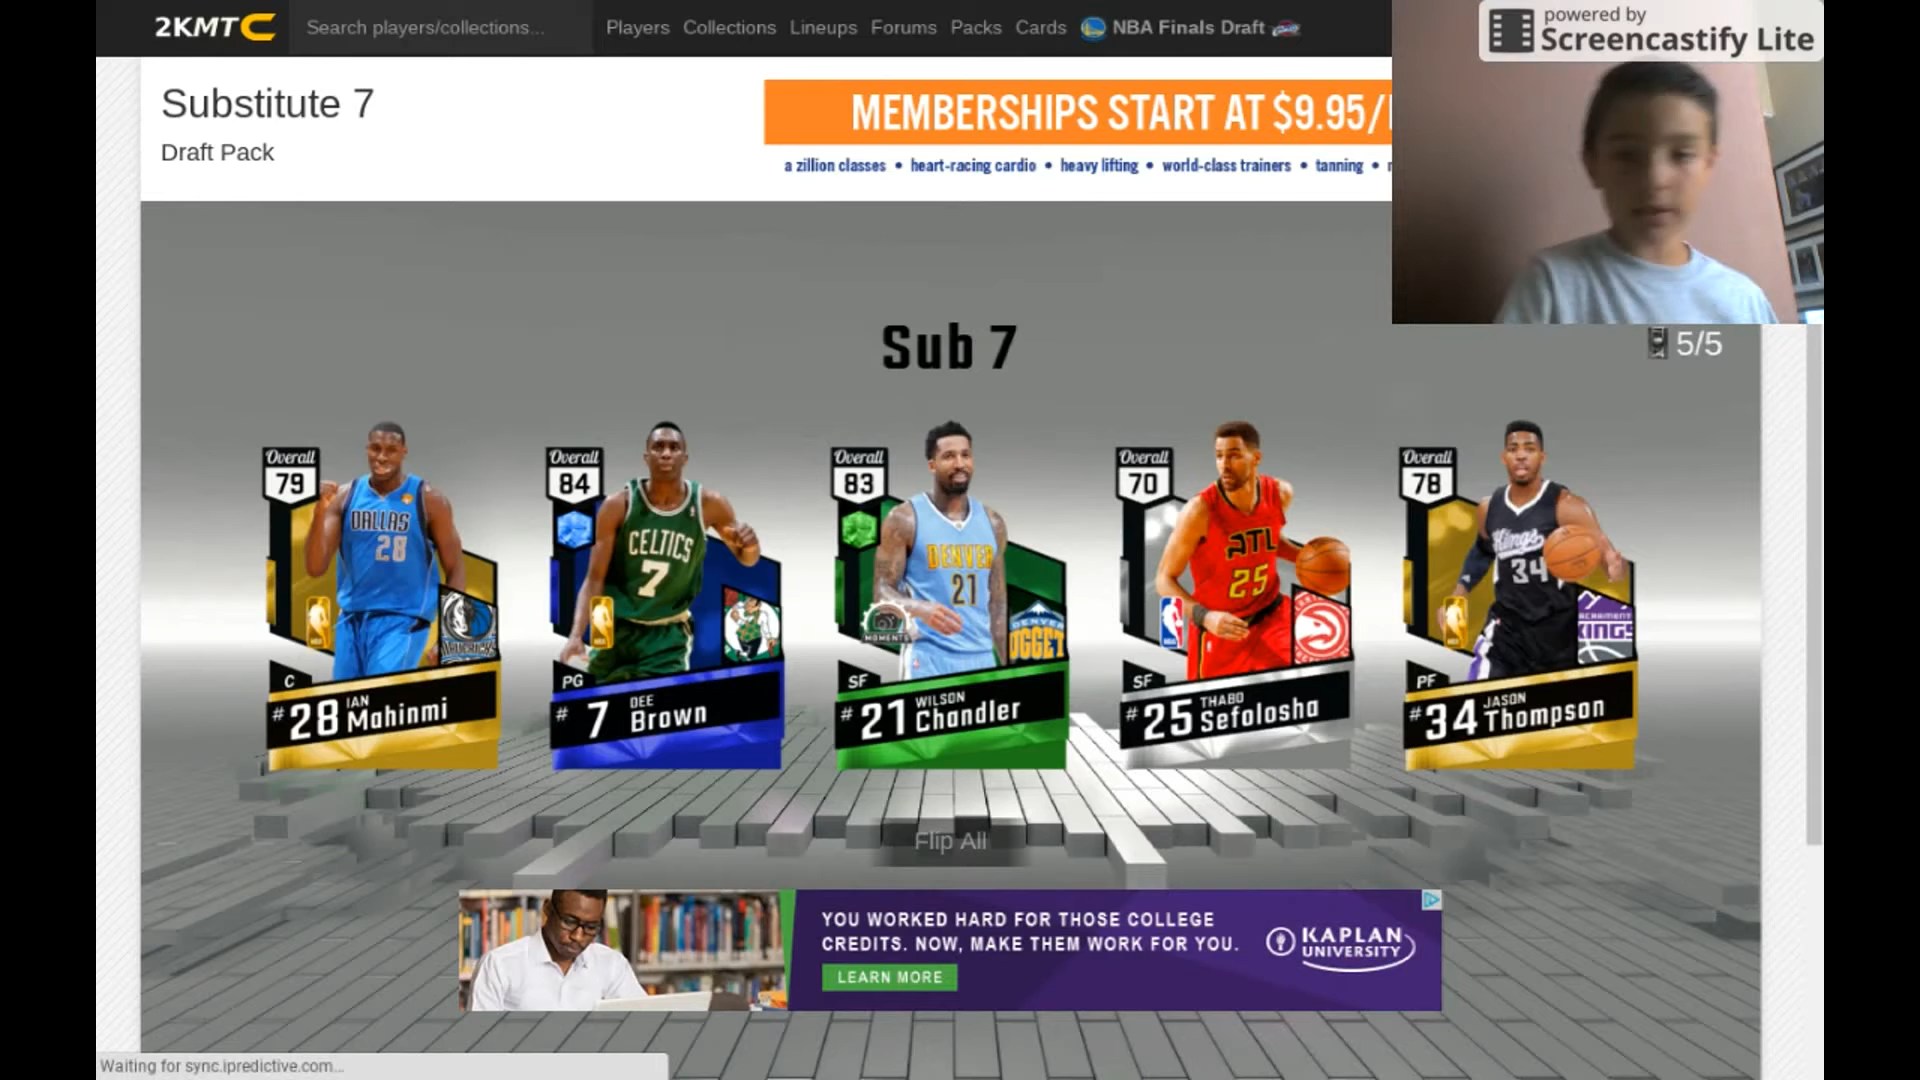 2KMTC
Search players/collections...
Players Collections Lineups Forums Packs Cards NBA Finals Draft
powered by
Screencastify Lite
Substitute 7
Draft Pack
MEMBERSHIPS START AT $9.95/
a zillion classes • heart-racing cardio • heavy lifting • world-class trainers • tanning •
Sub 7
5/5
Overall
79
DALLAS
28
C
#28 IAN
Mahinmi
Overall
84
CELTICS
7
PG
#7 DEE
Brown
Overall
83
DENVER
21
MOMENTS
DENVER
NUGGETS
SF
#21 WILSON
Chandler
Overall
70
ATL
25
SF
#25 THABO
Sefolosha
Overall
78
Kings
34
SACRAMENTO
KINGS
PF
#34 JASON
Thompson
Flip All
YOU WORKED HARD FOR THOSE COLLEGE
CREDITS. NOW, MAKE THEM WORK FOR YOU.
LEARN MORE
KAPLAN
UNIVERSITY
Waiting for sync.ipredictive.com...